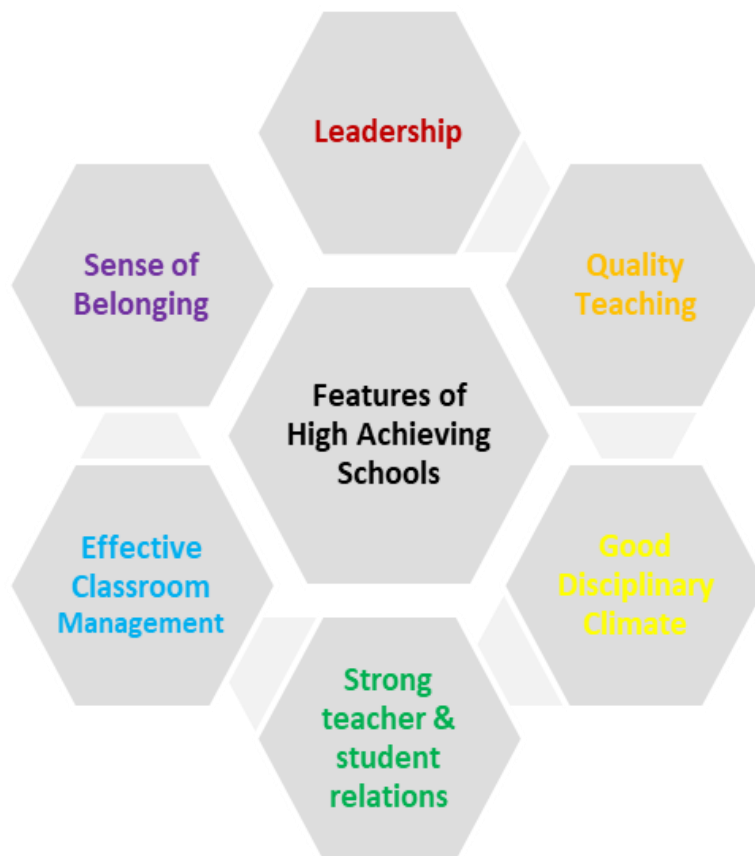 Leadership
Sense of
Belonging
Quality
Teaching
Features of
High Achieving
Schools
Effective
Classroom
Management
Good
Disciplinary
Climate
Strong
teacher &
student
relations